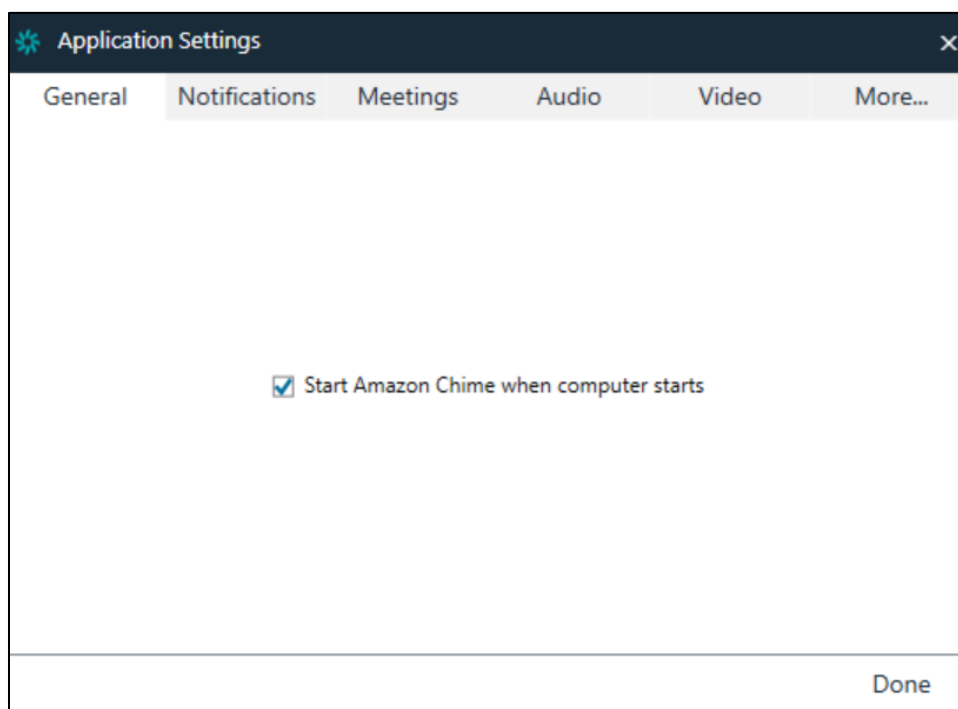 Application Settings
General Notifications Meetings Audio Video More...
Start Amazon Chime when computer starts
Done